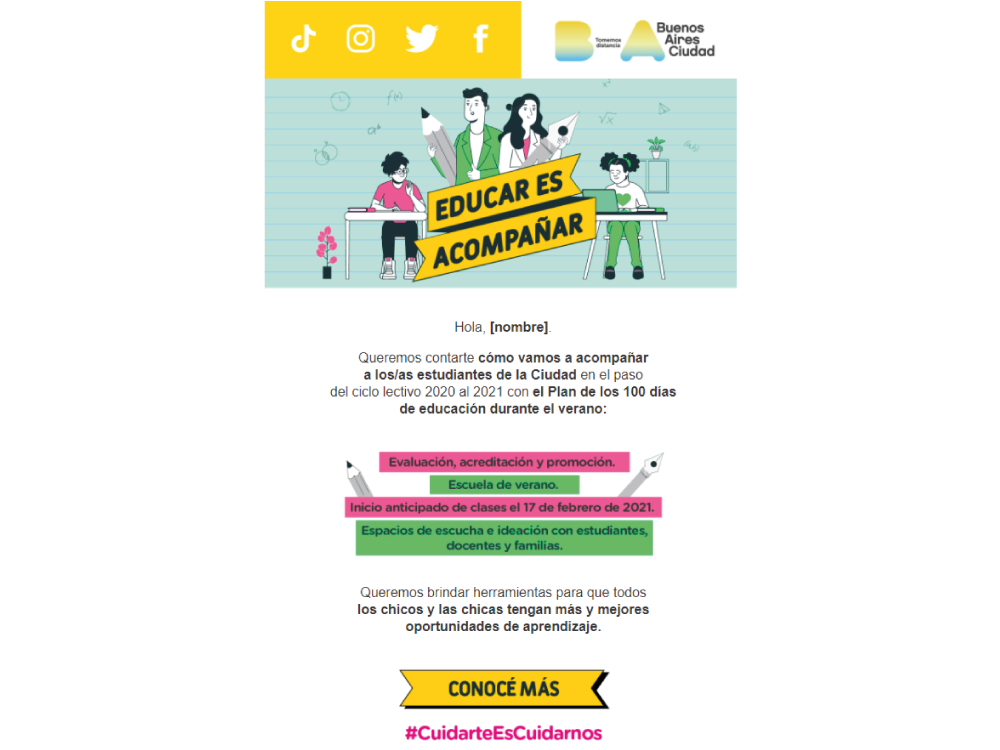 Tomemos
distancia
Buenos
Aires
Ciudad
f(x)
EDUCAR ES
ACOMPAÑAR
Hola, [nombre].
Queremos contarte cómo vamos a acompañar
a los/as estudiantes de la Ciudad en el paso
del ciclo lectivo 2020 al 2021 con el Plan de los 100 días
de educación durante el verano:
Evaluación, acreditación y promoción.
Escuela de verano.
Inicio anticipado de clases el 17 de febrero de 2021.
Espacios de escucha e ideación con estudiantes,
docentes y familias.
Queremos brindar herramientas para que todos
los chicos y las chicas tengan más y mejores
oportunidades de aprendizaje.
CONOCÉ MÁS
#CuidarteEsCuidarnos